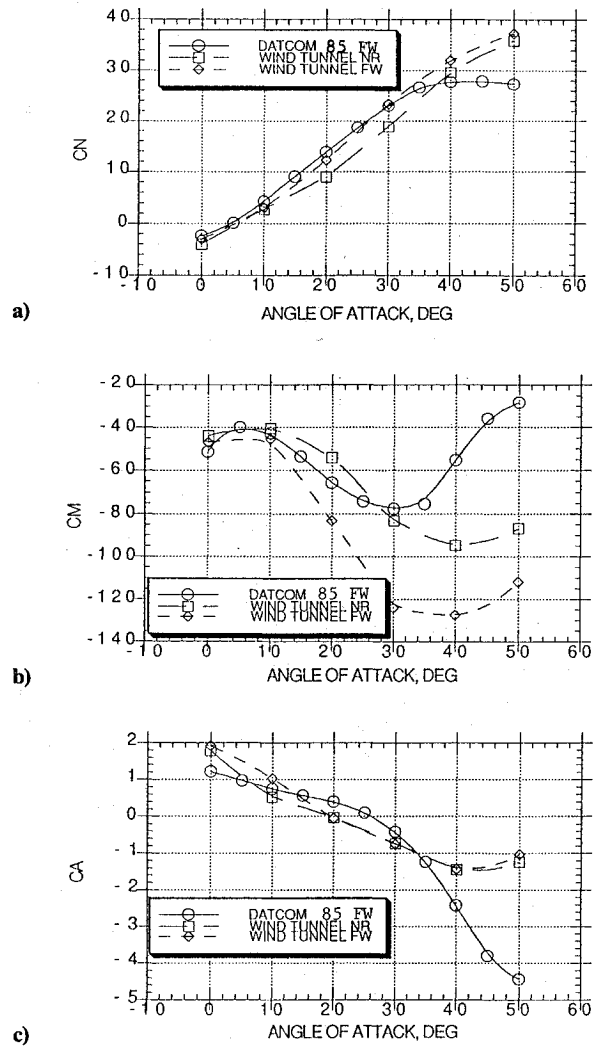 40
30
20
10
0
-10
CN
DATCOM 85 FW
WIND TUNNEL NR
WIND TUNNEL FW
-10 0 10 20 30 40 50 60
ANGLE OF ATTACK, DEG
a)
-20
-40
-60
-80
-100
-120
-140
CM
DATCOM 85 FW
WIND TUNNEL NR
WIND TUNNEL FW
-10 0 10 20 30 40 50 60
ANGLE OF ATTACK, DEG
b)
2
1
0
-1
-2
-3
-4
-5
CA
DATCOM 85 FW
WIND TUNNEL NR
WIND TUNNEL FW
-10 0 10 20 30 40 50 60
ANGLE OF ATTACK, DEG
c)